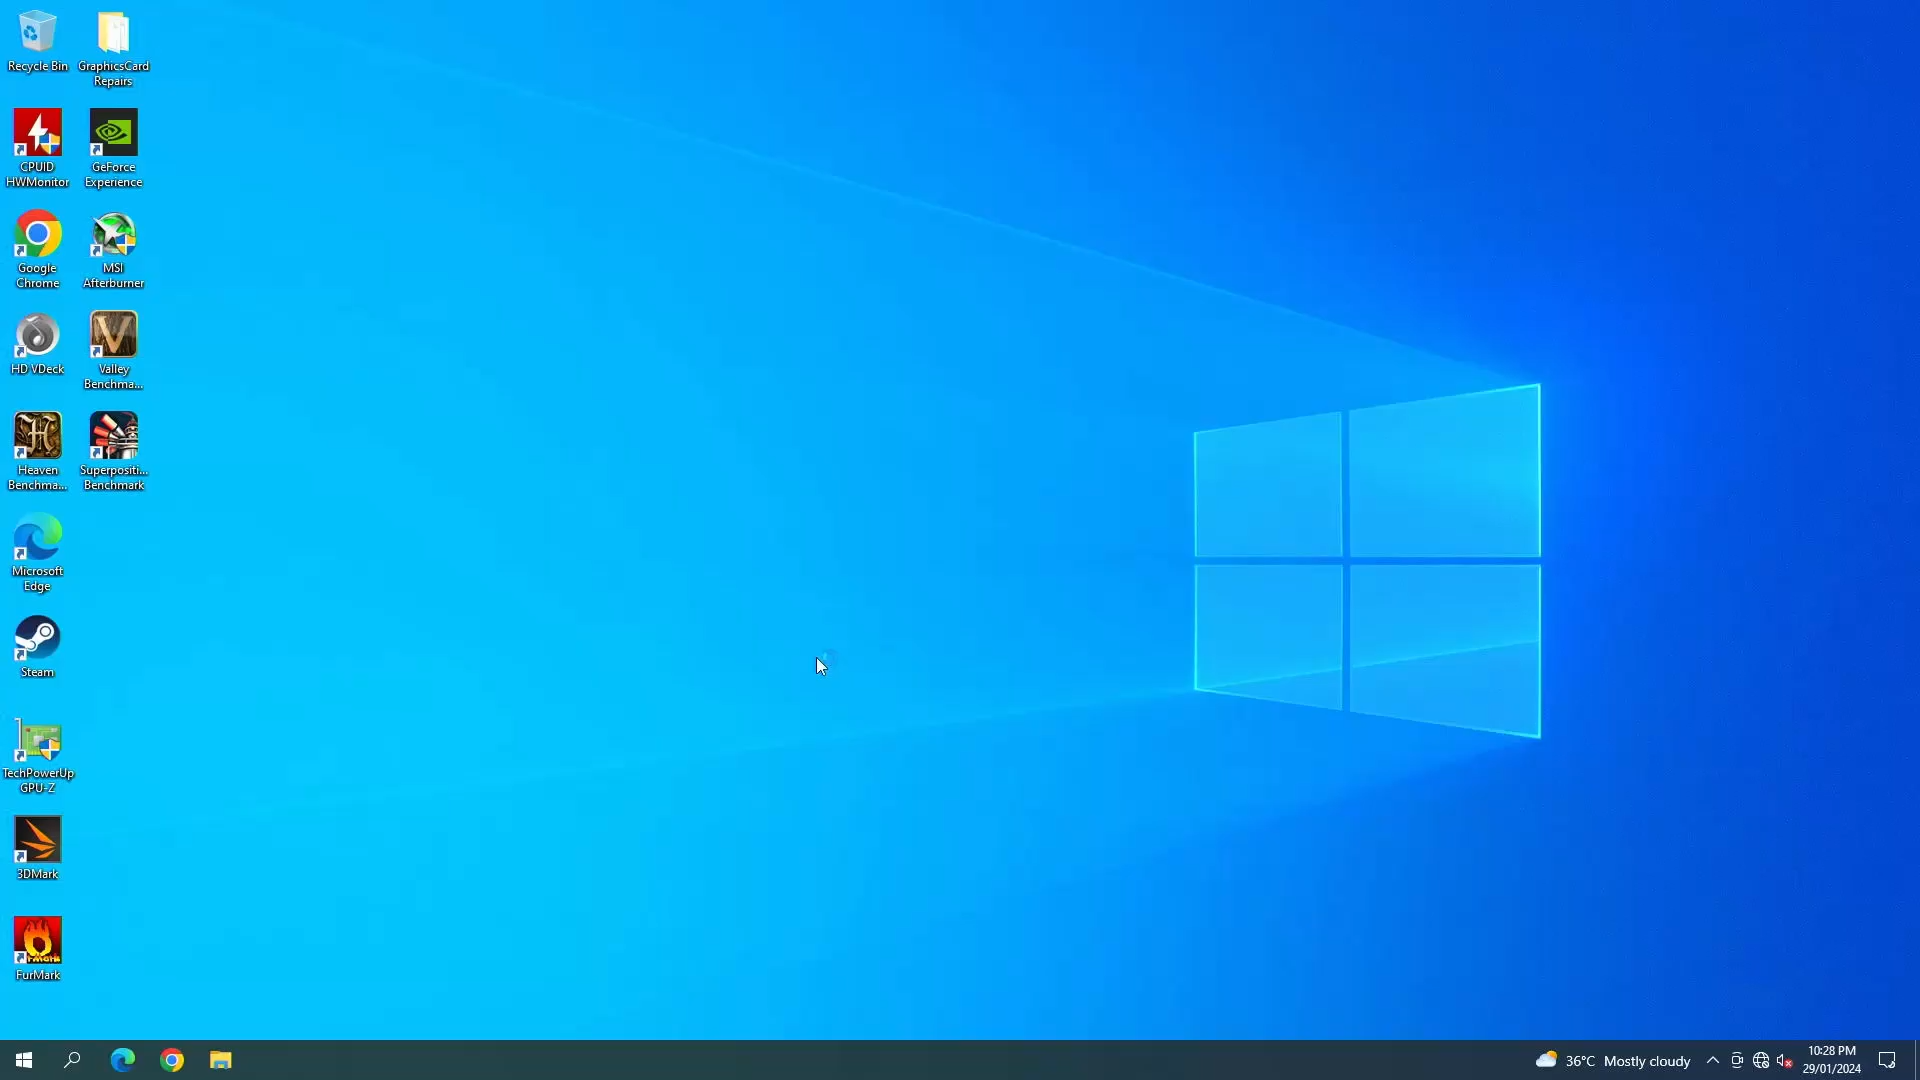 Recycle Bin
GraphicsCard
Repairs
CPUID
HWMonitor
GeForce
Experience
Google
Chrome
MSI
Afterburner
HD VDeck
Valley
Benchma...
Heaven
Benchma...
Superpositi...
Benchmark
Microsoft
Edge
Steam
TechPowerUp
GPU-Z
3DMark
FurMark
36°C Mostly cloudy
10:28 PM
29/01/2024